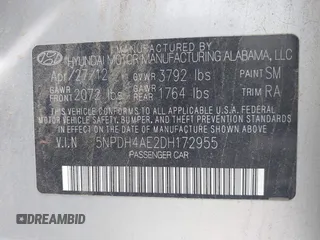 HYUNDAI MOTOR MANUFACTURING ALABAMA, LLC
Apr/27/12 GVWR 3792 lbs PAINT SM
GAWR FRONT 2072 lbs GAWR REAR 1764 lbs TRIM RA
THIS VEHICLE CONFORMS TO ALL APPLICABLE
FEDERAL MOTOR VEHICLE SAFETY, BUMPER, AND
THEFT PREVENTION STANDARDS IN EFFECT ON THE
DATE OF MANUFACTURE SHOWN ABOVE.
V.I.N 5NPDH4AE2DH172955
PASSENGER CAR
DREAMBID